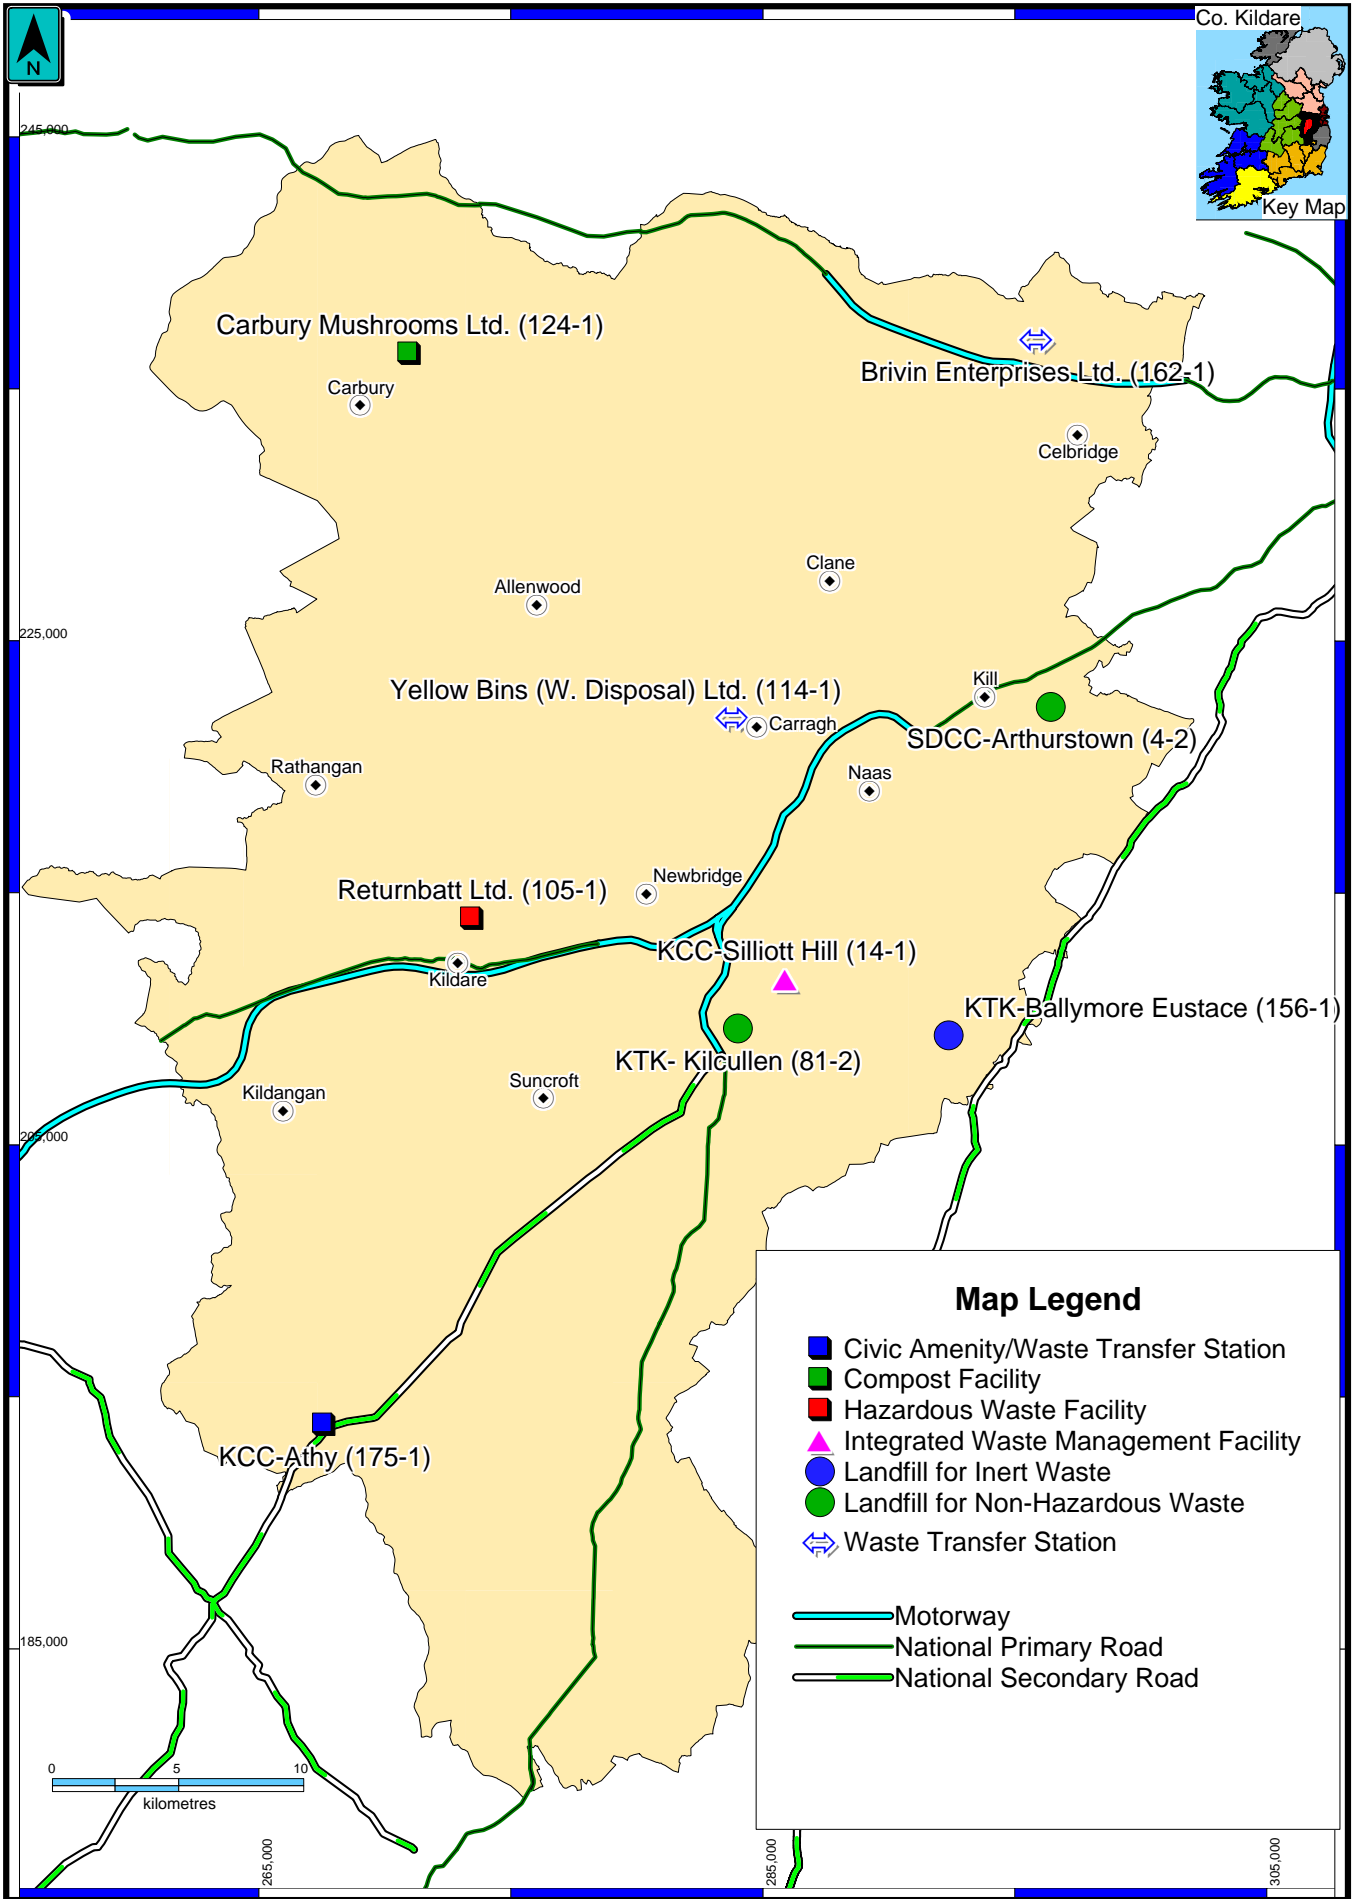 Co. Kildare
N
Key Map
245,000
Carbury Mushrooms Ltd. (124-1)
Carbury
Brivin Enterprises Ltd. (162-1)
Celbridge
Clane
Allenwood
225,000
Kill
Yellow Bins (W. Disposal) Ltd. (114-1)
Carragh
SDCC-Arthurstown (4-2)
Rathangan
Naas
Newbridge
Returnbatt Ltd. (105-1)
KCC-Silliott Hill (14-1)
Kildare
KTK-Ballymore Eustace (156-1)
KTK- Kilcullen (81-2)
Suncroft
Kildangan
205,000
Map Legend
Civic Amenity/Waste Transfer Station
Compost Facility
Hazardous Waste Facility
Integrated Waste Management Facility
Landfill for Inert Waste
Landfill for Non-Hazardous Waste
Waste Transfer Station
Motorway
National Primary Road
National Secondary Road
KCC-Athy (175-1)
185,000
0 5 10
kilometres
265,000
285,000
305,000